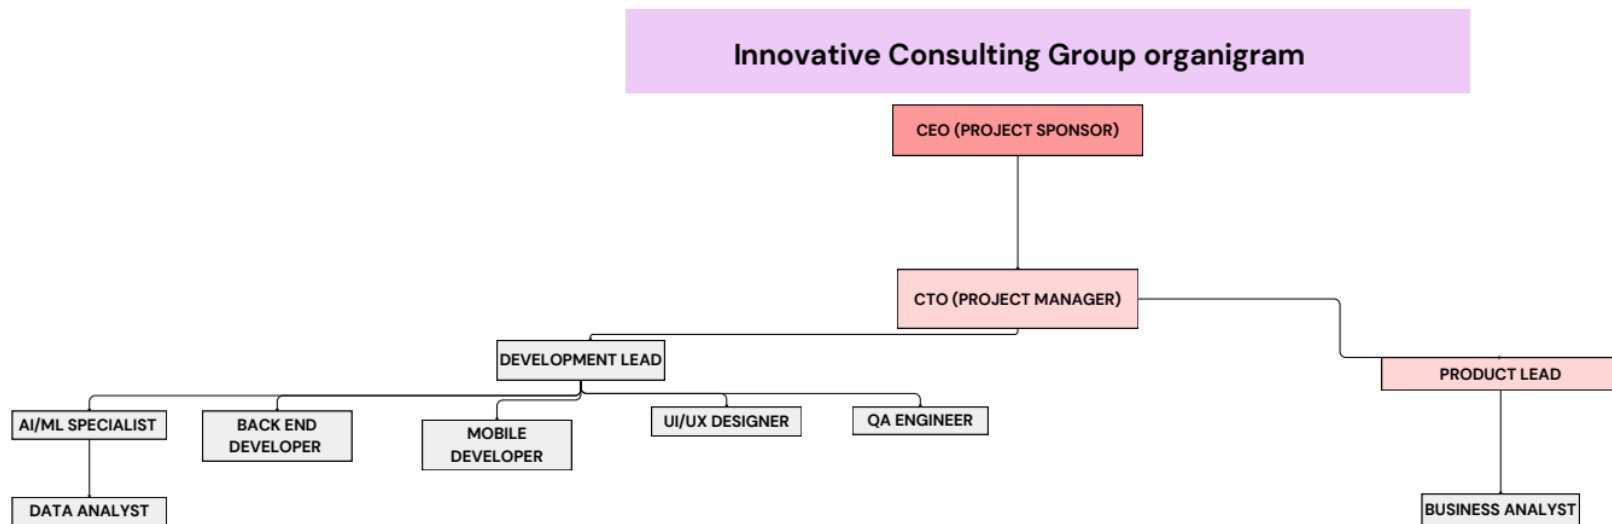 Innovative Consulting Group organigram
CEO (PROJECT SPONSOR)
CTO (PROJECT MANAGER)
DEVELOPMENT LEAD
PRODUCT LEAD
AI/ML SPECIALIST
BACK END
DEVELOPER
MOBILE
DEVELOPER
UI/UX DESIGNER
QA ENGINEER
DATA ANALYST
BUSINESS ANALYST